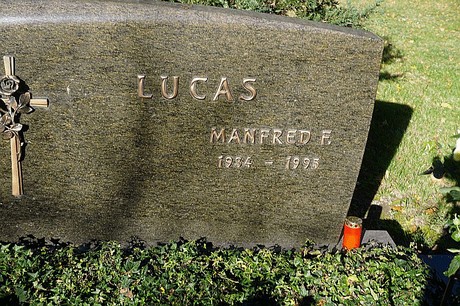 LUCAS
MANFRED F.
1934 – 1995